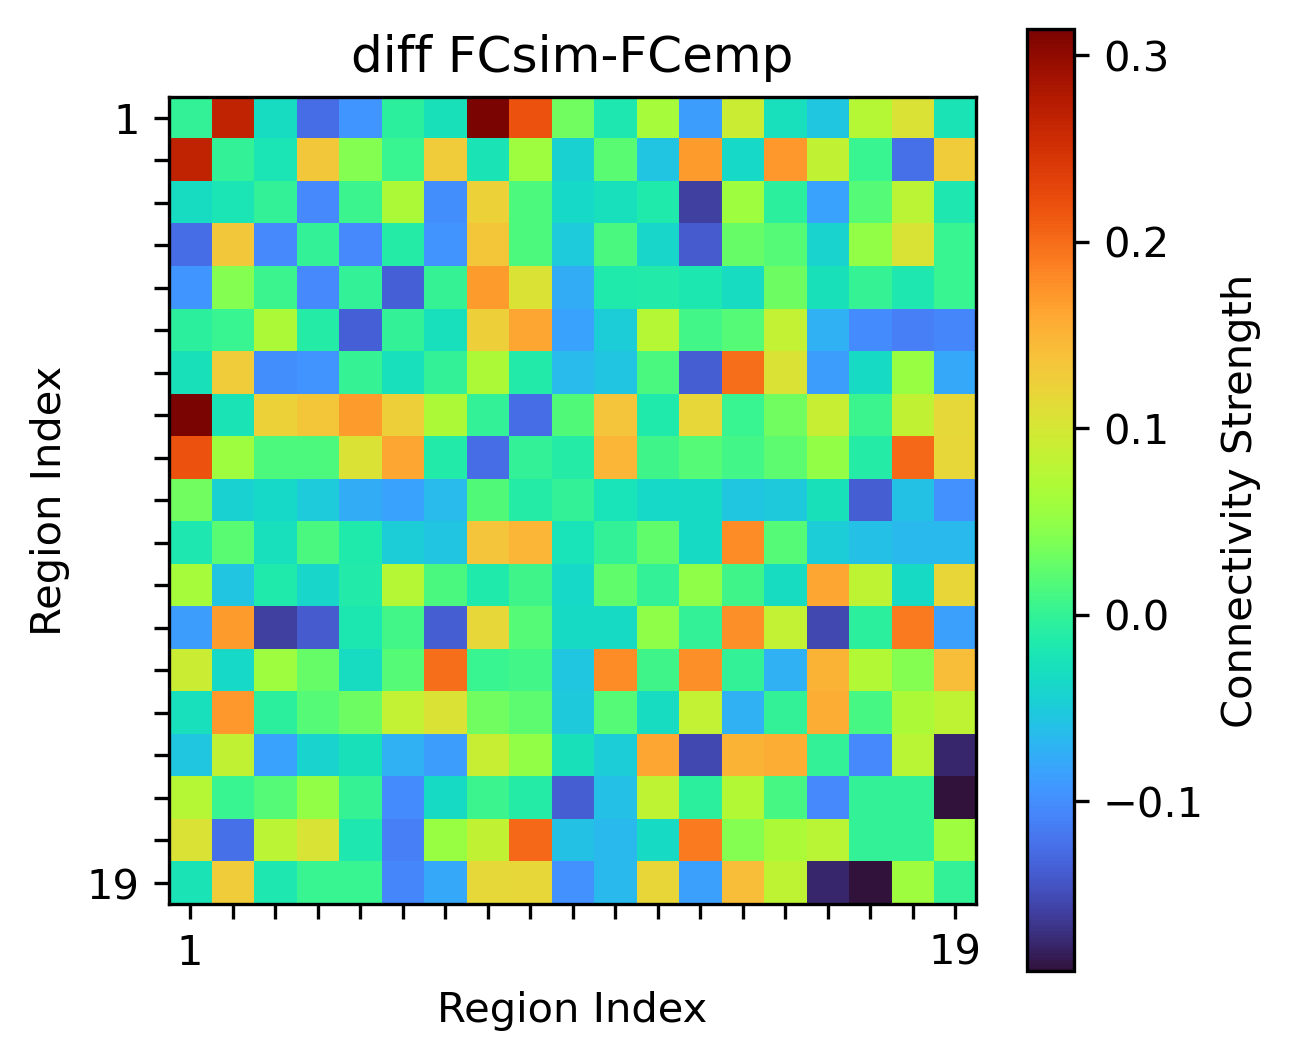 diff FCsim-FCemp
1
19
Region Index
1
19
Region Index
0.3
0.2
0.1
0.0
−0.1
Connectivity Strength